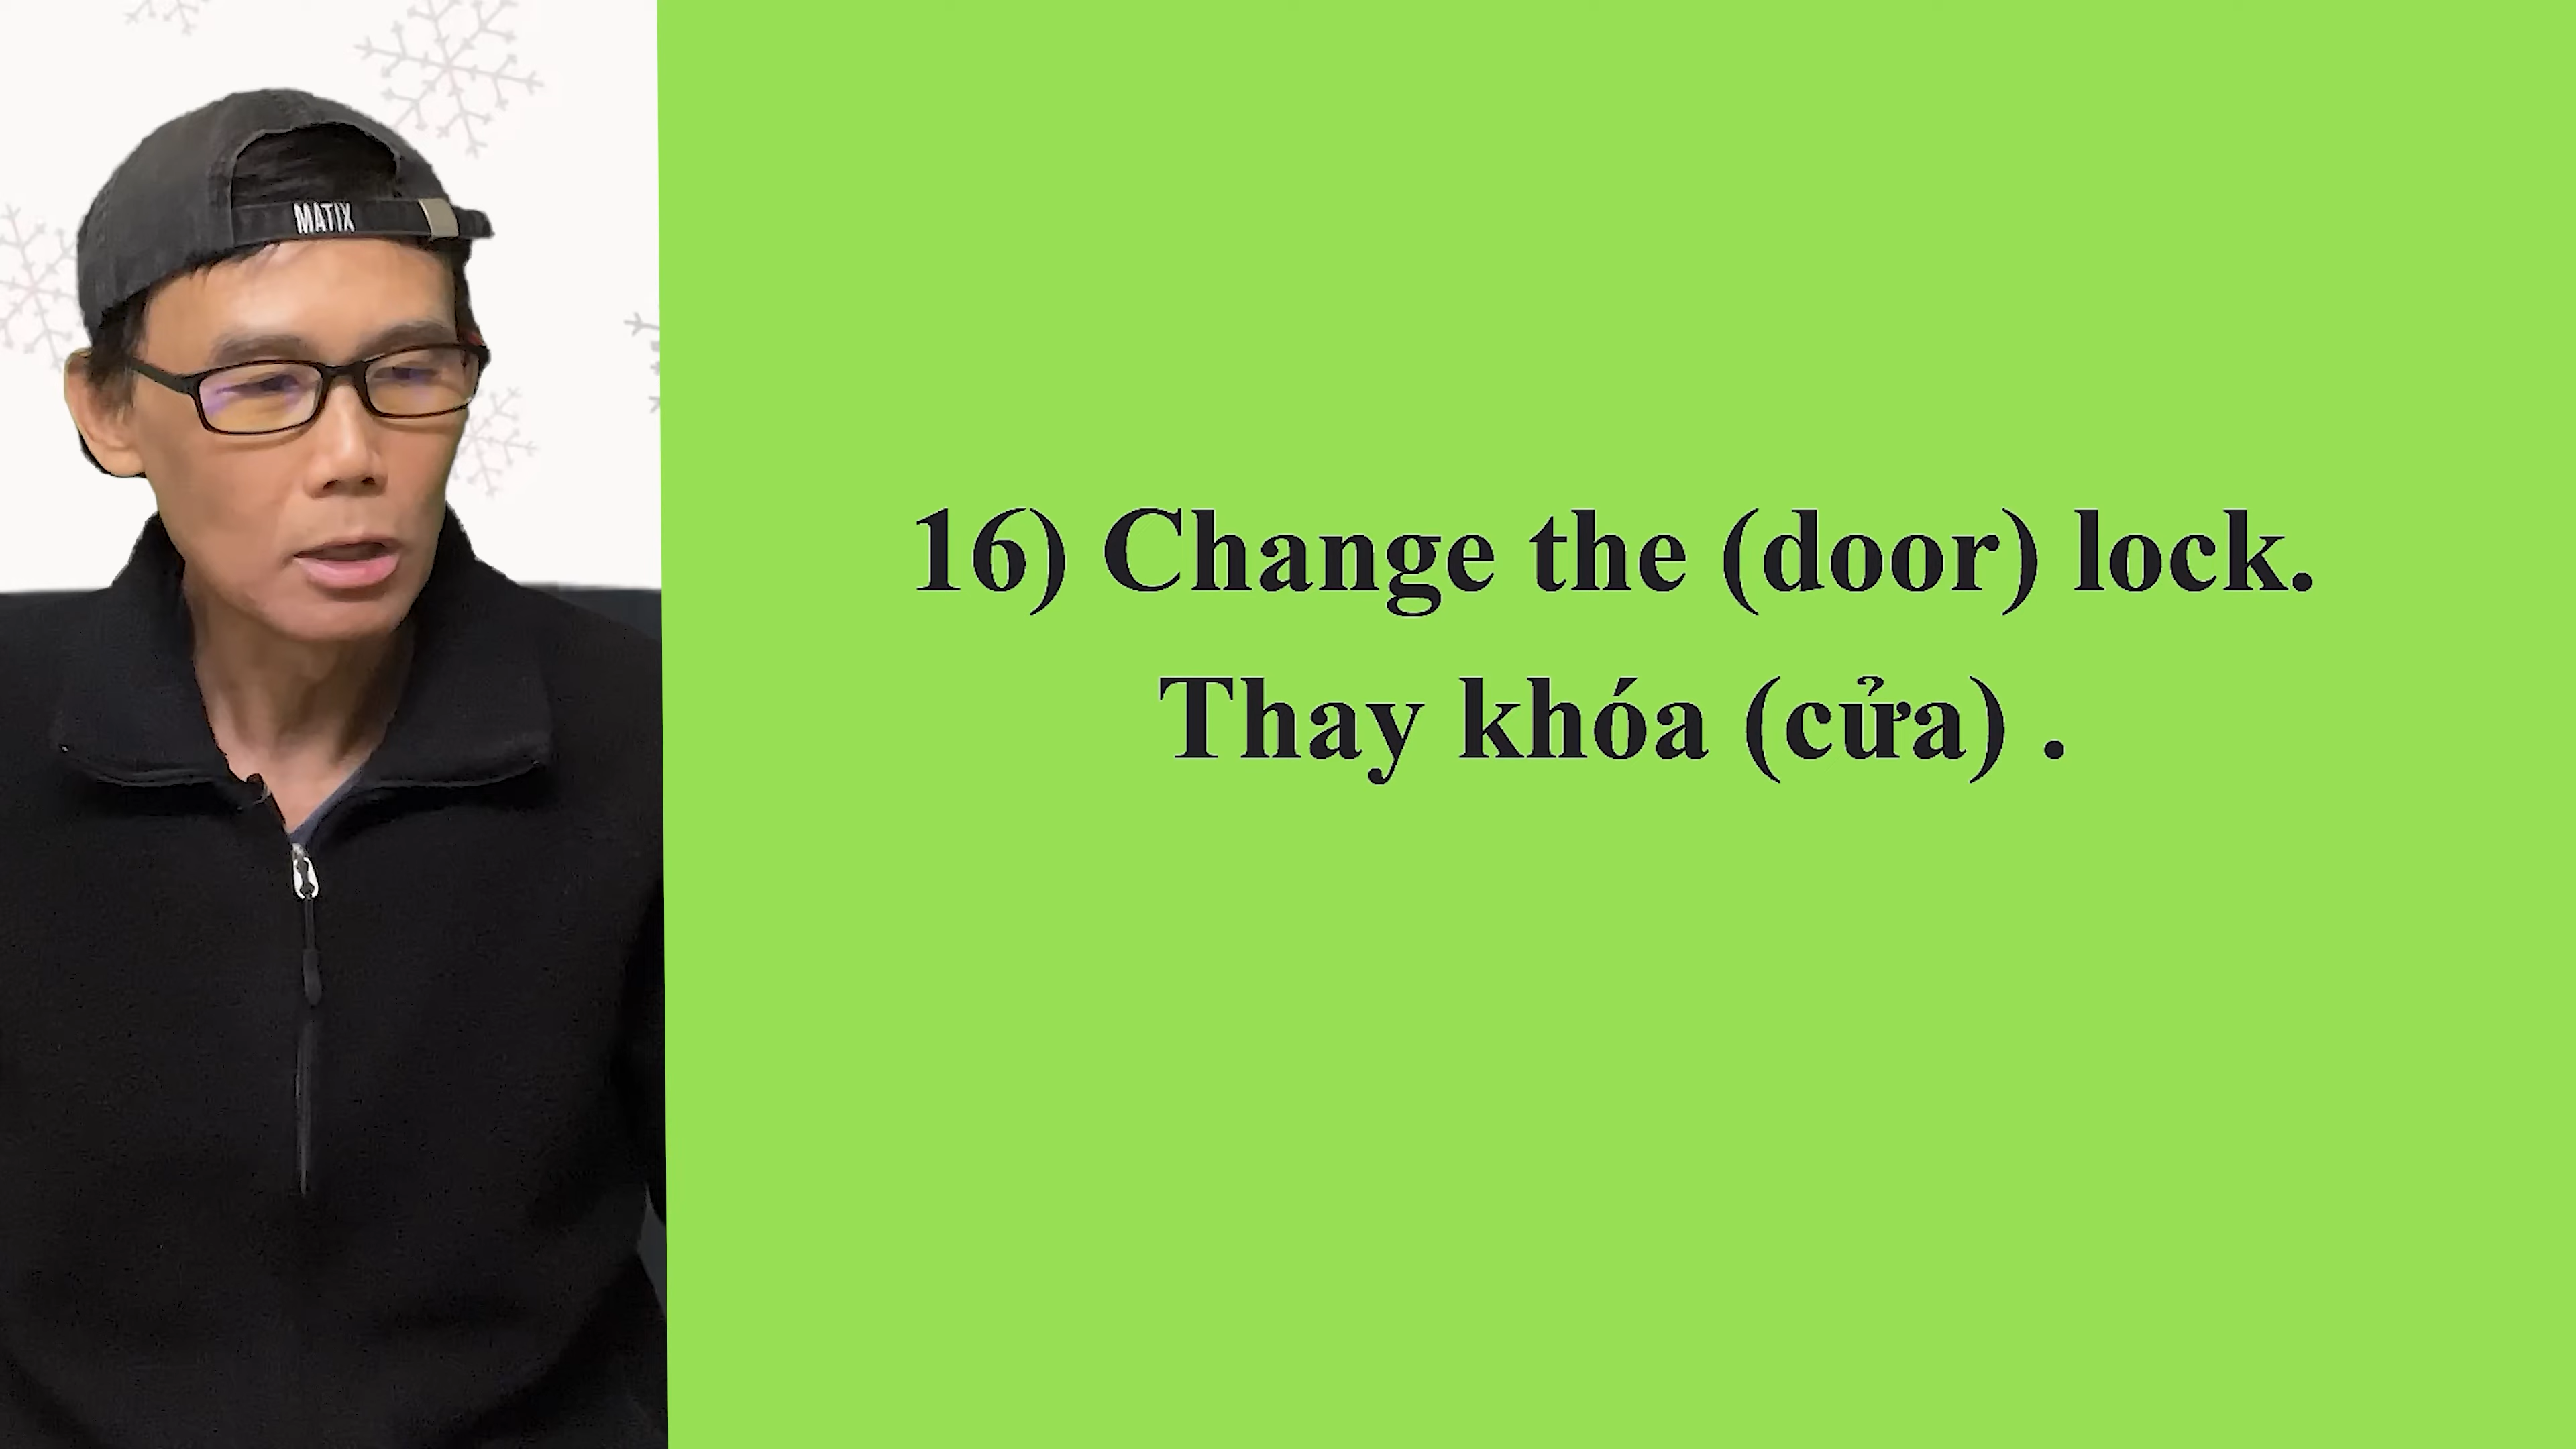 MATIX
16) Change the (door) lock.
Thay khóa (cửa) .